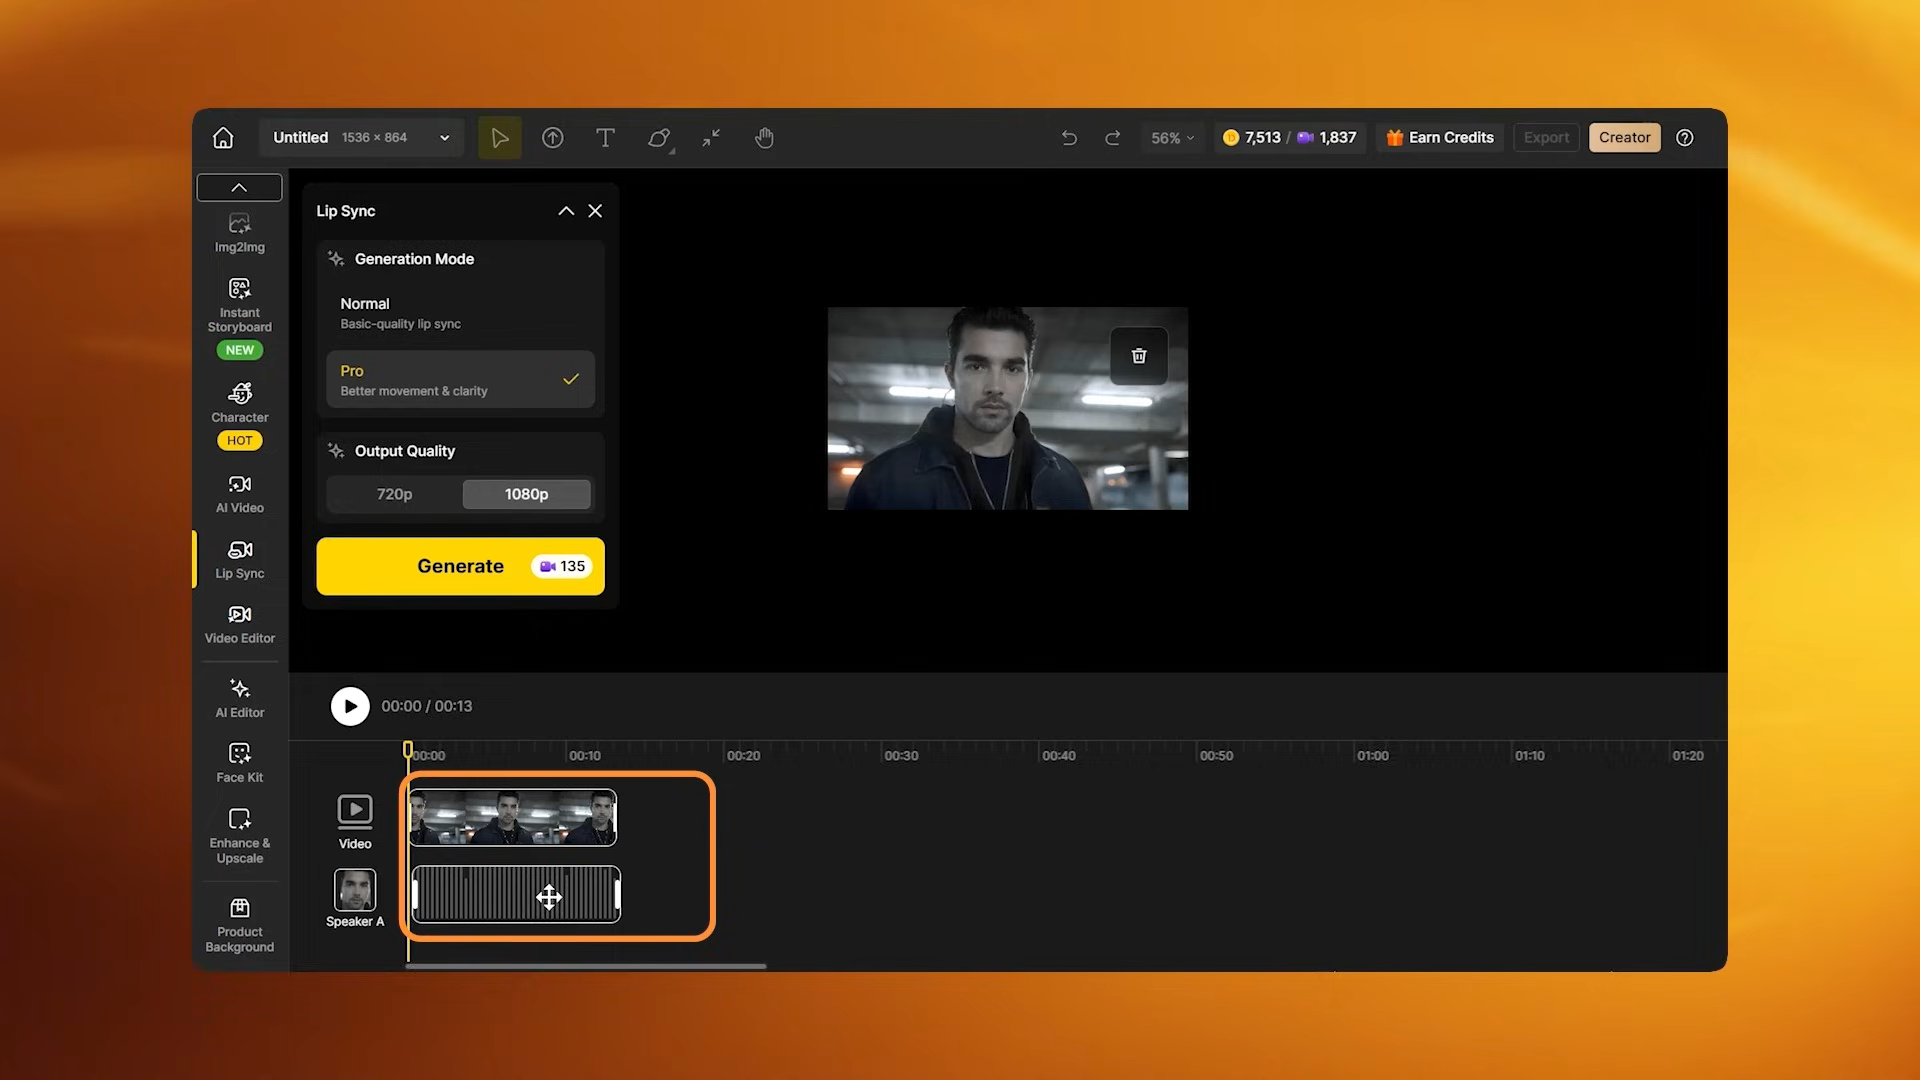 Untitled 1536 × 864
56%
7,513 / 1,837
Earn Credits
Export
Creator
Img2Img
Instant
Storyboard
NEW
Character
HOT
AI Video
Lip Sync
Video Editor
AI Editor
Face Kit
Enhance &
Upscale
Product
Background
Lip Sync
Generation Mode
Normal
Basic-quality lip sync
Pro
Better movement & clarity
Output Quality
720p 1080p
Generate 135
00:00 / 00:13
00:00 00:10 00:20 00:30 00:40 00:50 01:00 01:10 01:20
Video
Speaker A